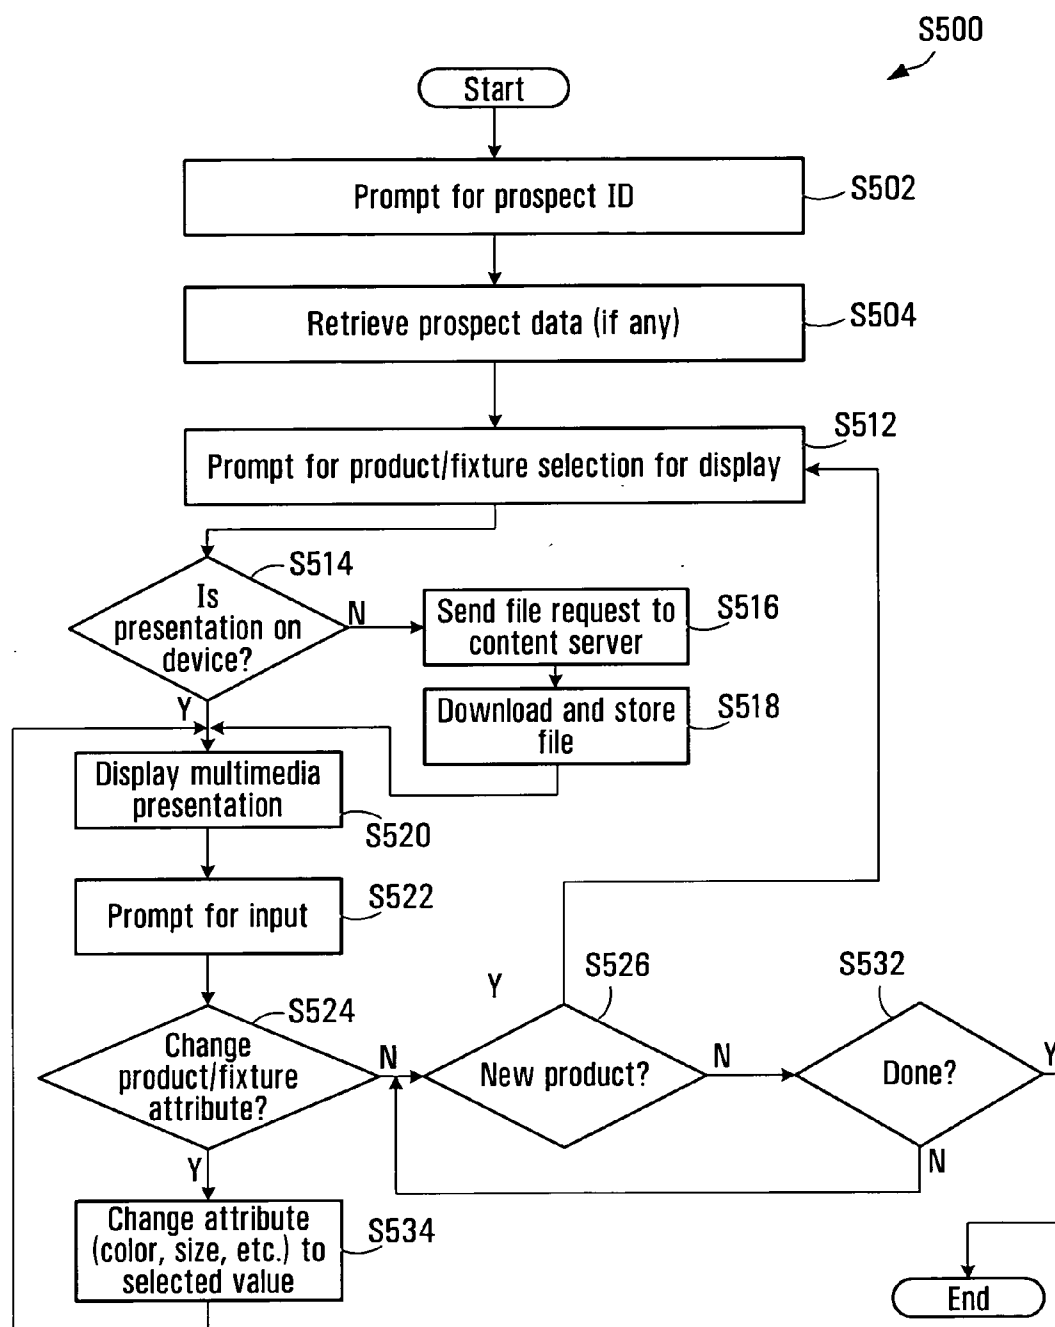 S500
Start
Prompt for prospect ID
S502
Retrieve prospect data (if any)
S504
S512
Prompt for product/fixture selection for display
S514
Is
presentation on
device?
N
Send file request to
content server
S516
Y
Download and store
file
S518
Display multimedia
presentation
S520
Prompt for input
S522
S524
Change
product/fixture
attribute?
N
Y
S526
New product?
N
S532
Done?
Y
N
Y
Change attribute
(color, size, etc.) to
selected value
S534
End